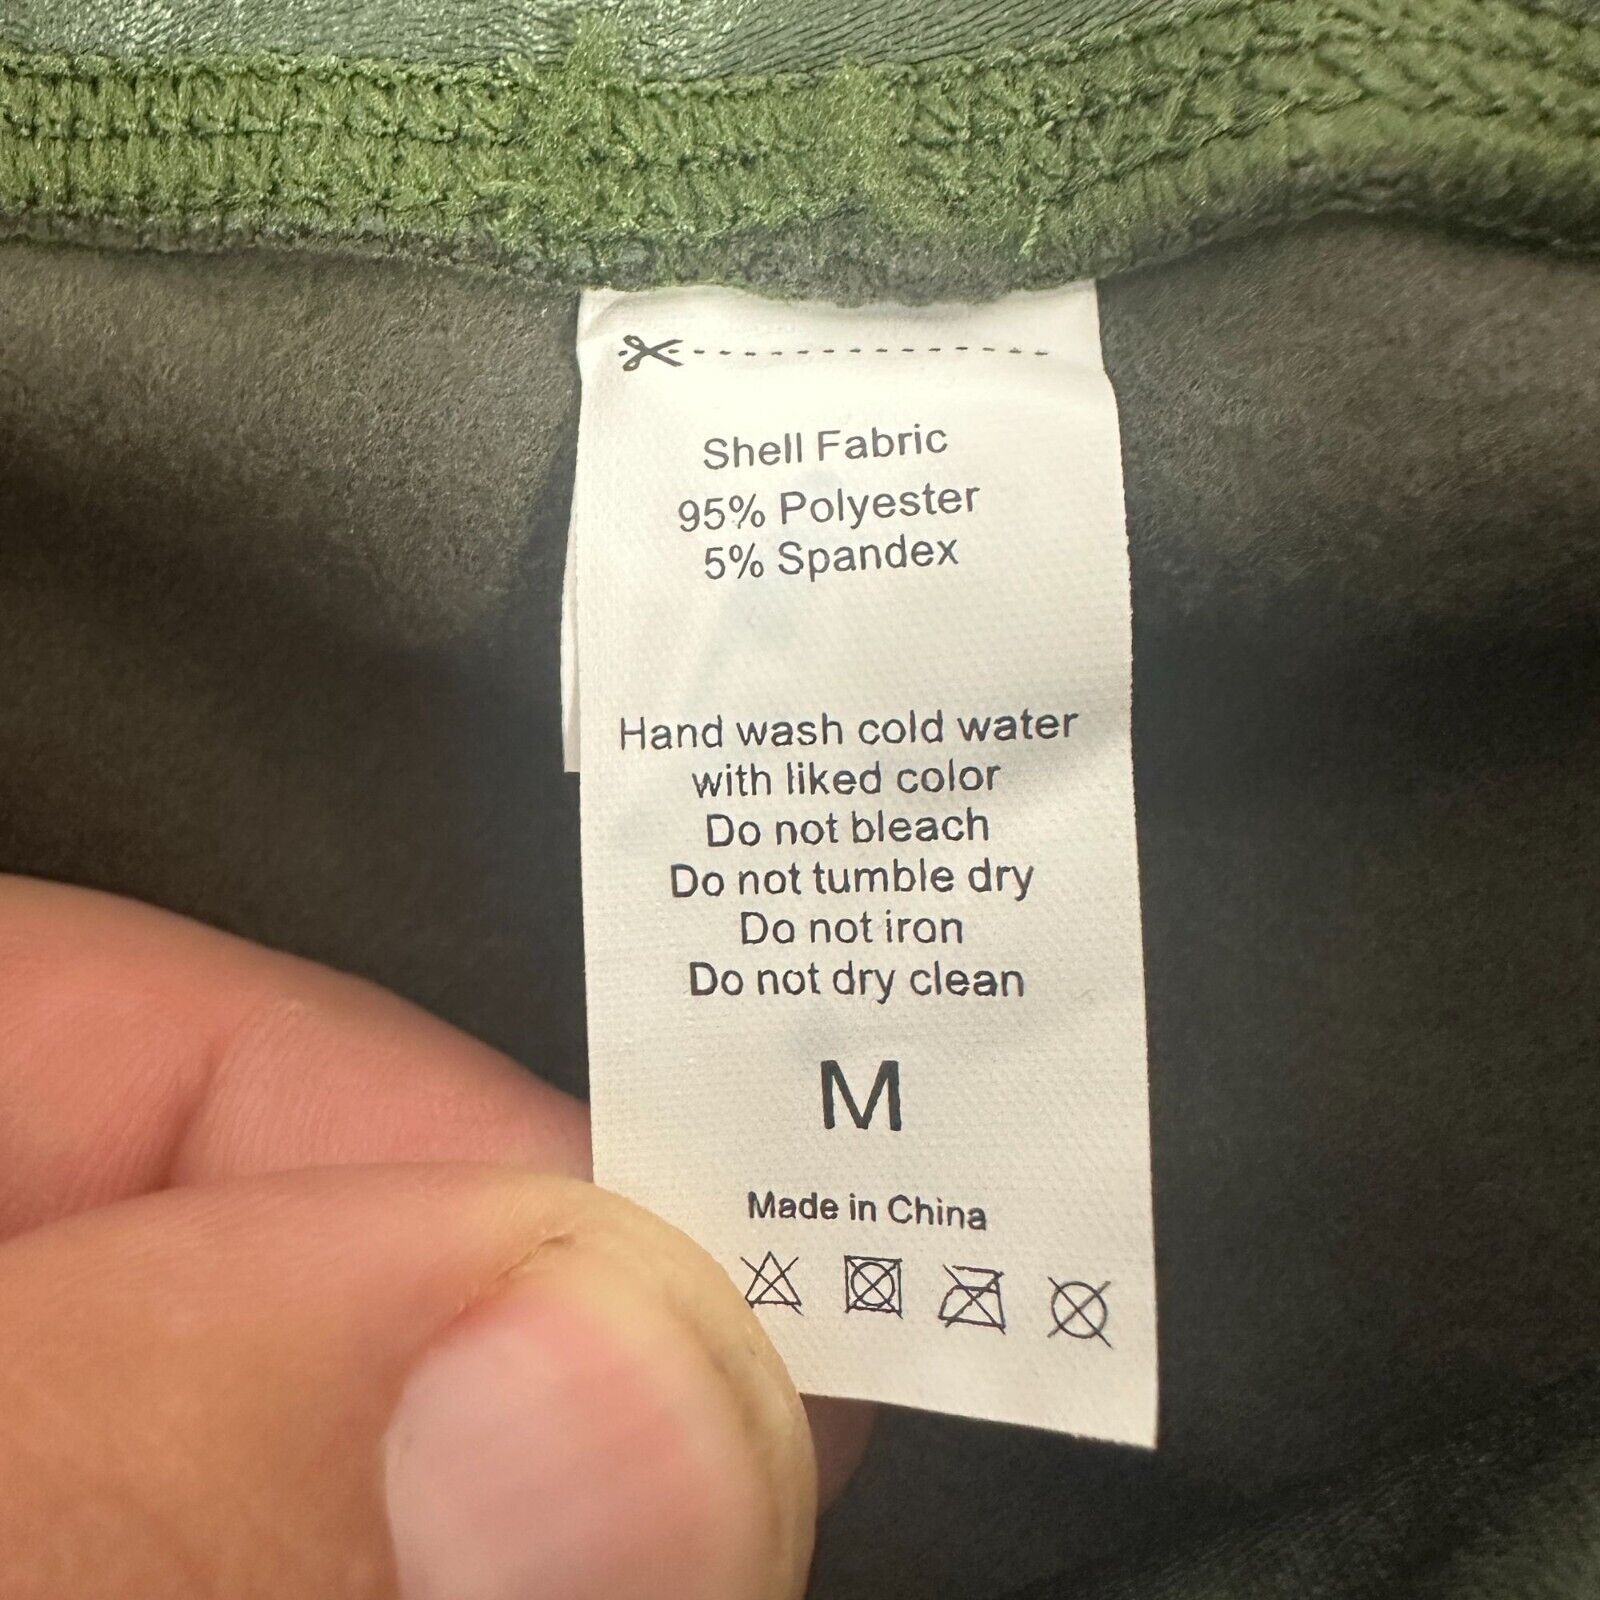 Shell Fabric
95% Polyester
5% Spandex
Hand wash cold water
with liked color
Do not bleach
Do not tumble dry
Do not iron
Do not dry clean
M
Made in China